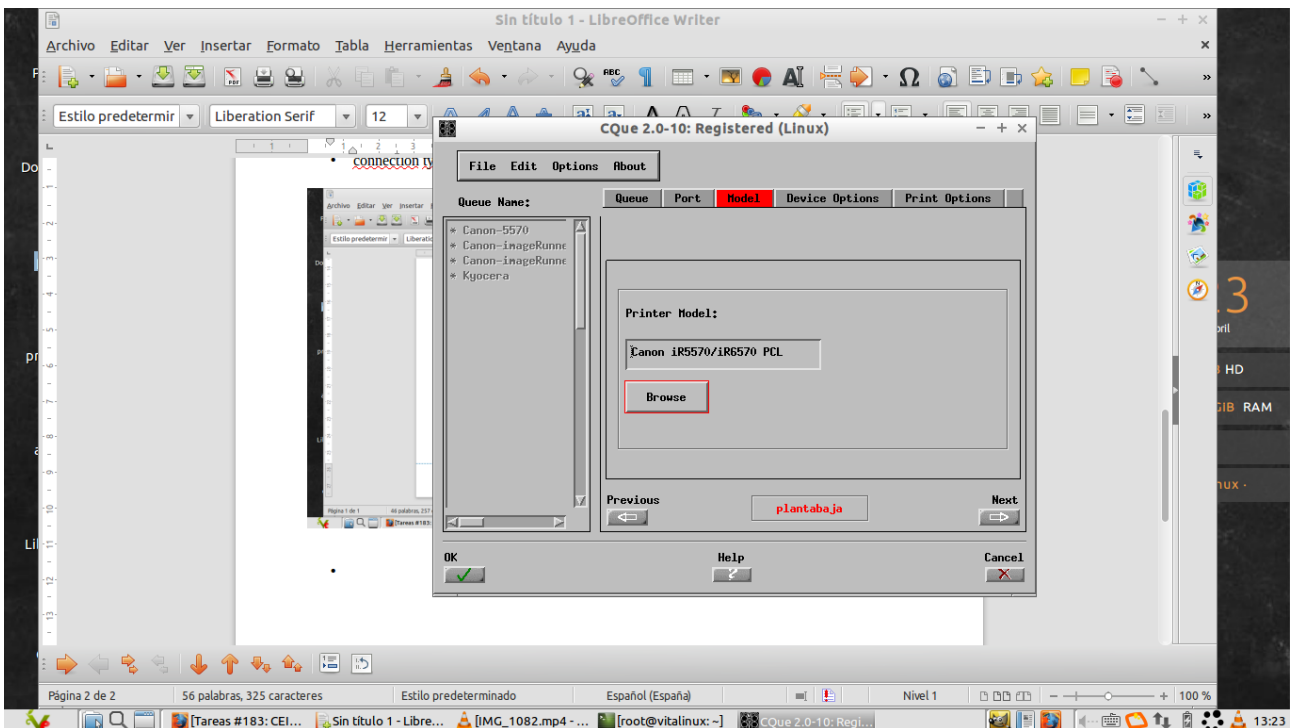 Sin título 1 - LibreOffice Writer
Archivo Editar Ver Insertar Formato Tabla Herramientas Ventana Ayuda
Estilo predetermir
Liberation Serif
12
connection ty
CQue 2.0-10: Registered (Linux)
File Edit Options About
Queue Name:
* Canon-5570
* Canon-imageRunne
* Canon-imageRunne
* Kyocera
Queue Port Model Device Options Print Options
Printer Model:
Canon iR5570/iR6570 PCL
Browse
Previous
plantabaja
Next
OK
Help
Cancel
HD
GiB RAM
Página 2 de 2
56 palabras, 325 caracteres
Estilo predeterminado
Español (España)
Nivel 1
100 %
[Tareas #183: CEI...
Sin título 1 - Libre...
[IMG_1082.mp4 - ...
[root@vitalinux: ~]
CQue 2.0-10: Regi...
13:23